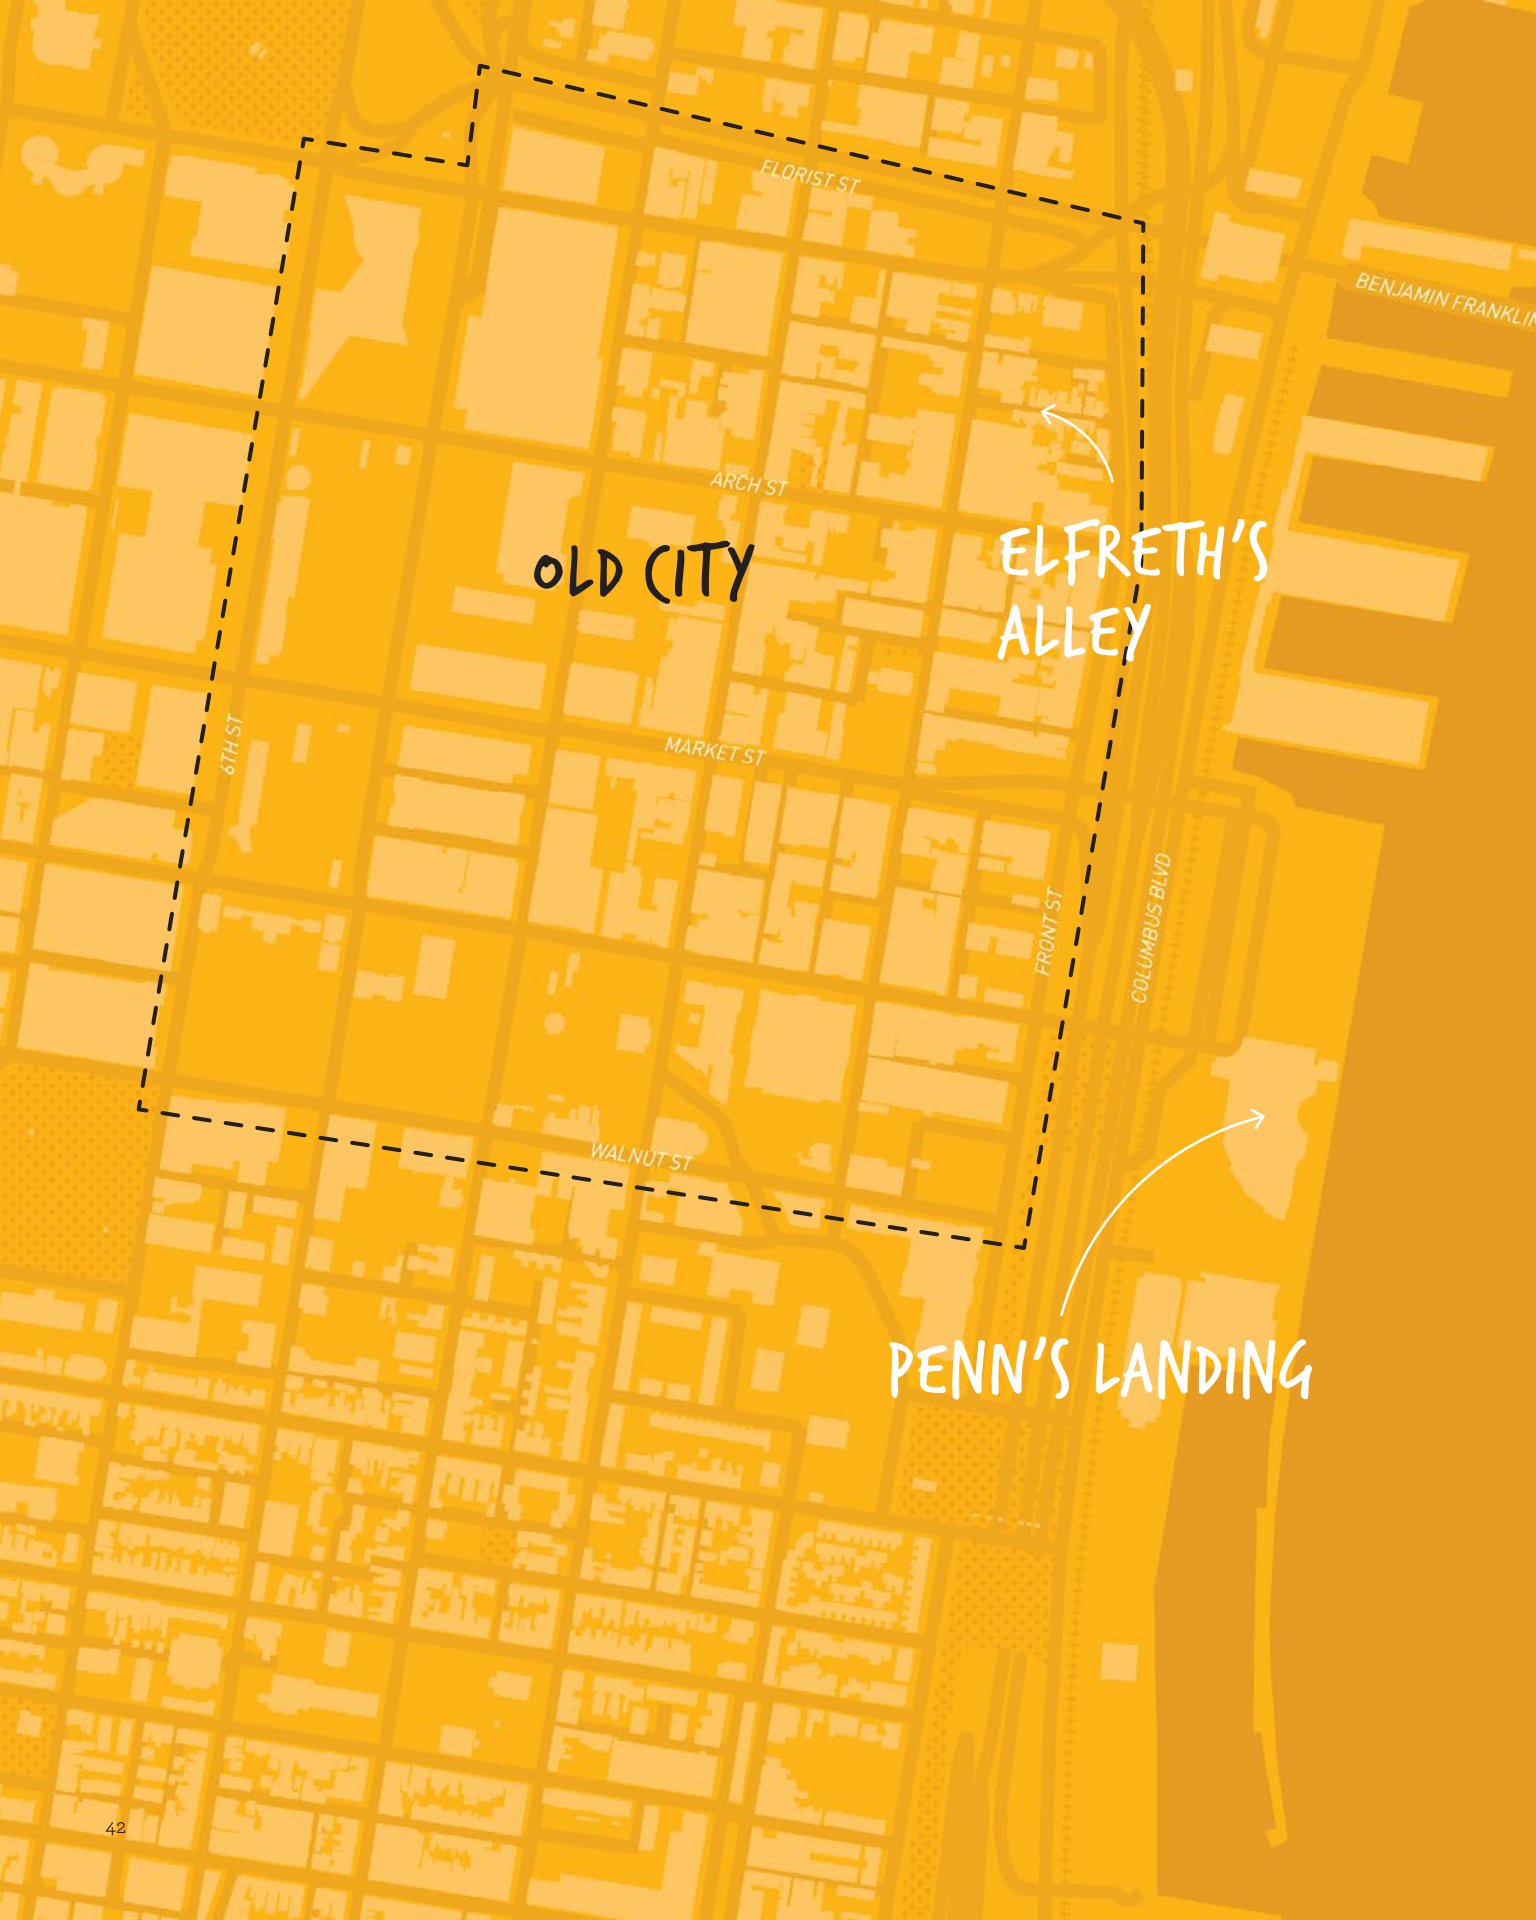 FLORIST ST
BENJAMIN FRANKLIN
ARCH ST
OLD CITY
ELFRETH'S
ALLEY
6TH ST
MARKET ST
FRONT ST
COLUMBUS BLVD
WALNUT ST
PENN'S LANDING
42